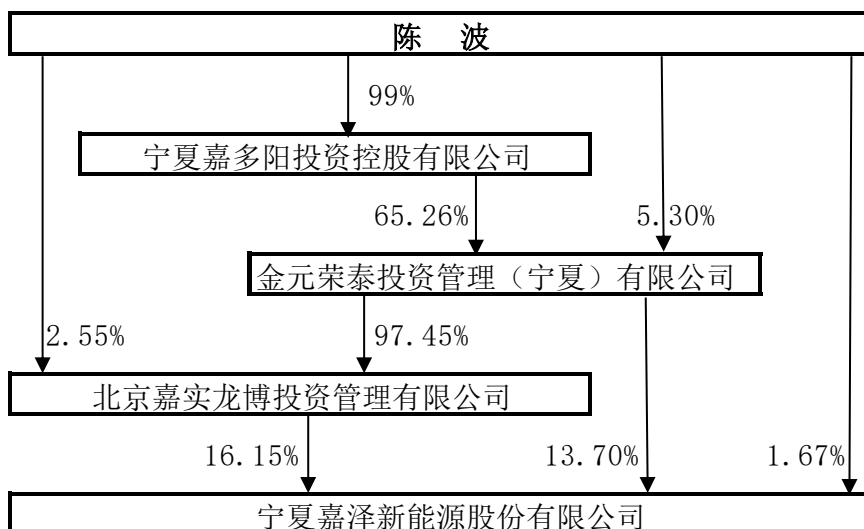 陈 波
99%
宁夏嘉多阳投资控股有限公司
65.26% 5.30%
金元荣泰投资管理（宁夏）有限公司
2.55% 97.45%
北京嘉实龙博投资管理有限公司
16.15% 13.70% 1.67%
宁夏嘉泽新能源股份有限公司